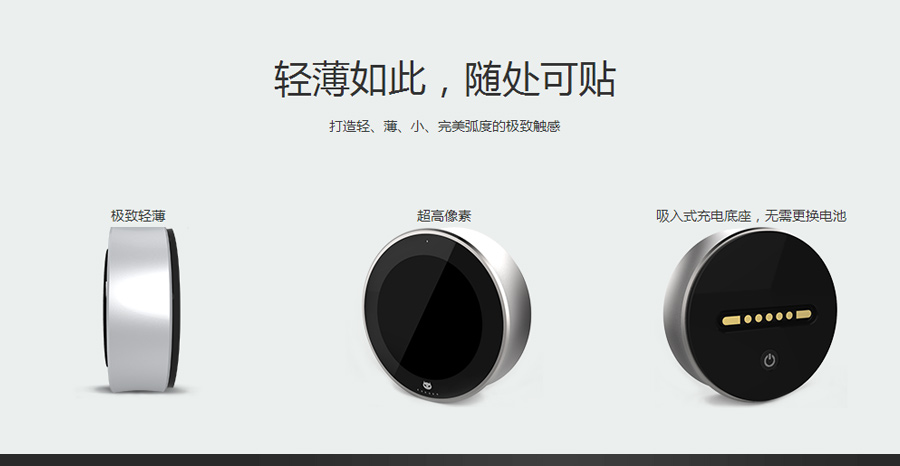 轻薄如此，随处可贴
打造轻、薄、小、完美弧度的极致触感
极致轻薄
超高像素
吸入式充电底座，无需更换电池